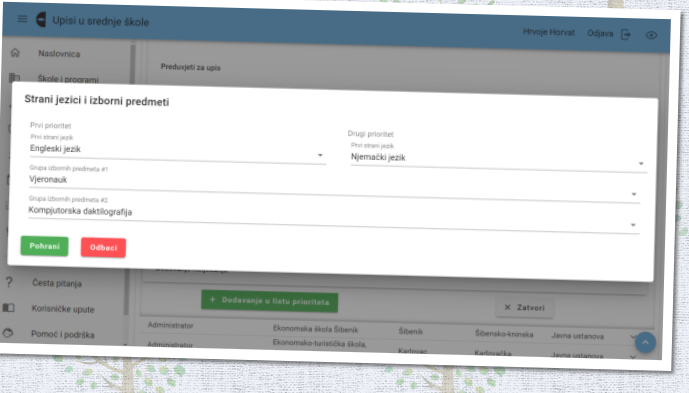 Upisi u srednje škole
Hrvoje Horvat Odjava
Naslovnica
Škole i programi
Preduvjeti za upis
Strani jezici i izborni predmeti
Prvi prioritet
Drugi prioritet
Prvi strani jezik
Engleski jezik
Prvi strani jezik
Njemački jezik
Grupa izbornih predmeta #1
Vjeronauk
Grupa izbornih predmeta #2
Kompjutorska daktilografija
Pohrani Odbaci
Česta pitanja
Korisničke upute
Pomoć i podrška
+ Dodavanje u listu prioriteta
X Zatvori
Administrator Ekonomska škola Šibenik Šibenik Šibensko-kninska Javna ustanova
Administrator Ekonomsko-turistička škola, Karlovac Karlovačka Javna ustanova